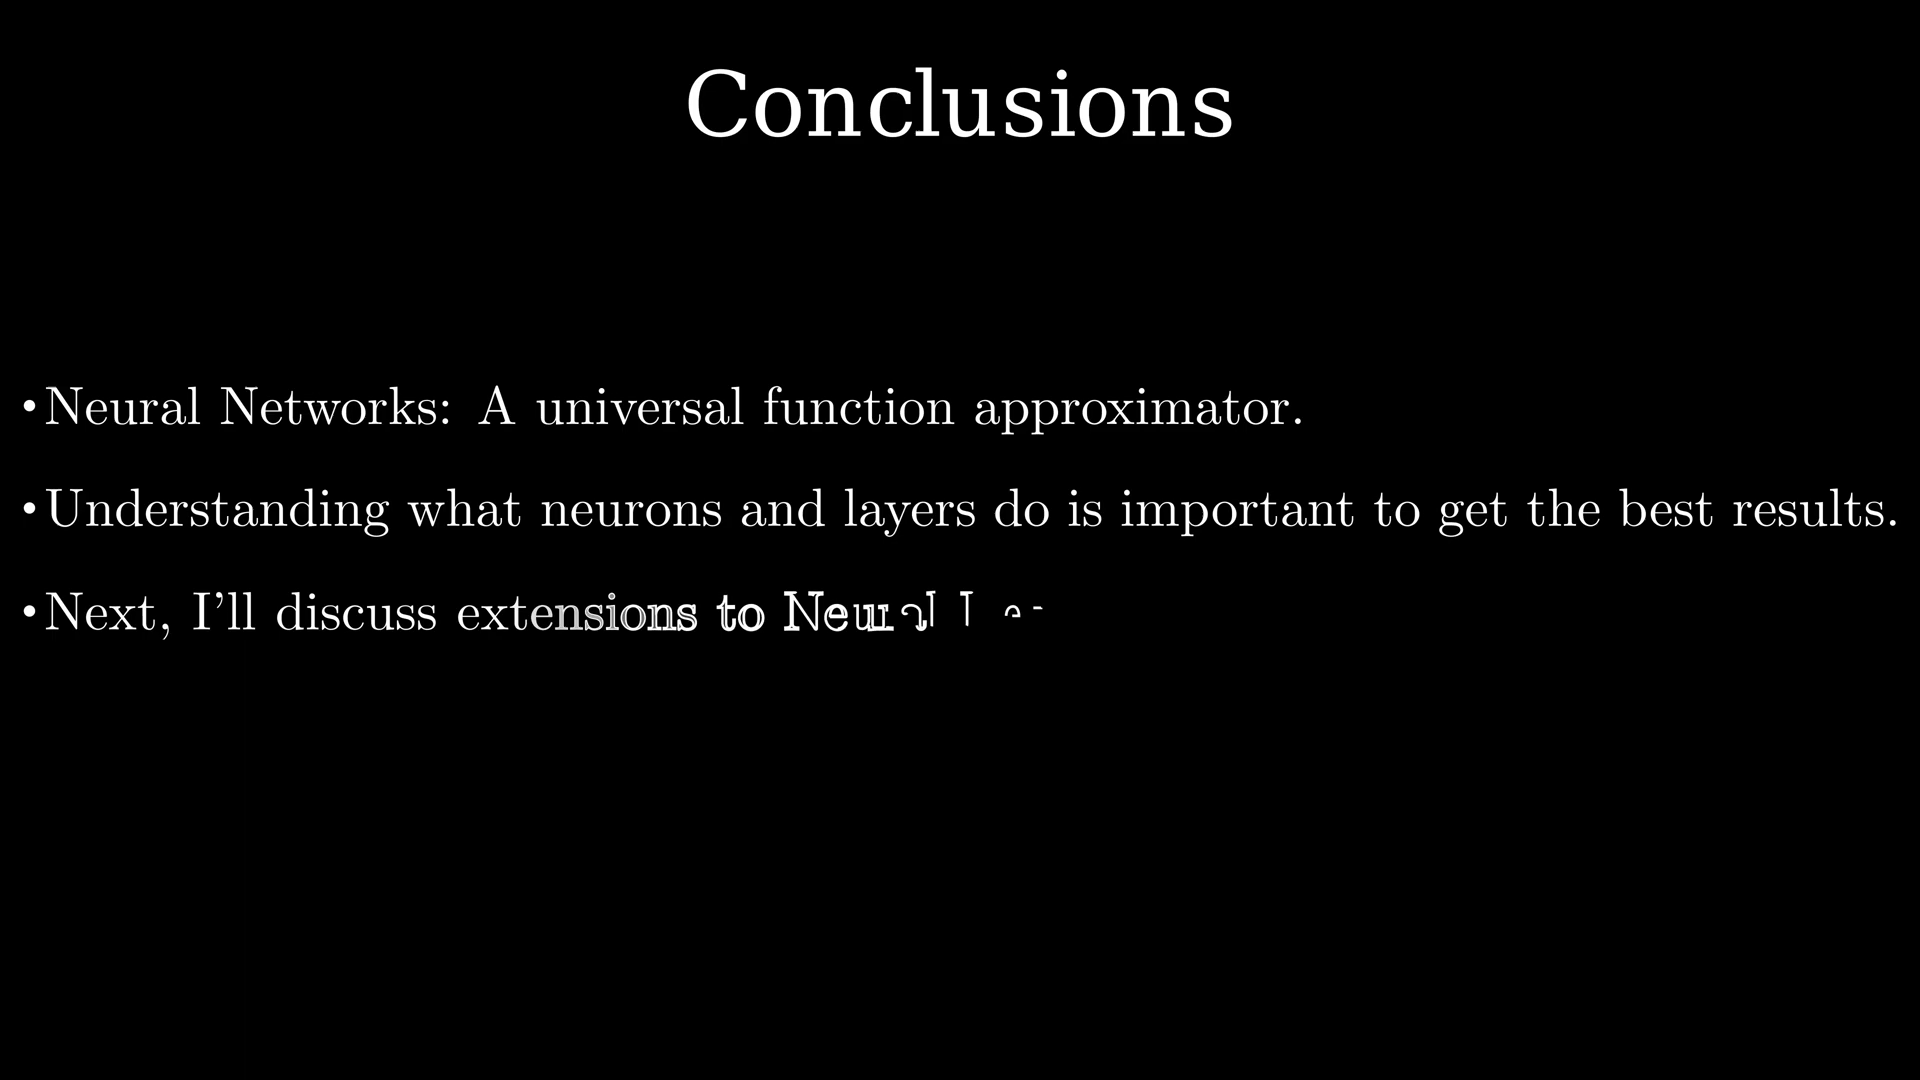 Conclusions
•Neural Networks: A universal function approximator.
•Understanding what neurons and layers do is important to get the best results.
•Next, I'll discuss extensions to Neural